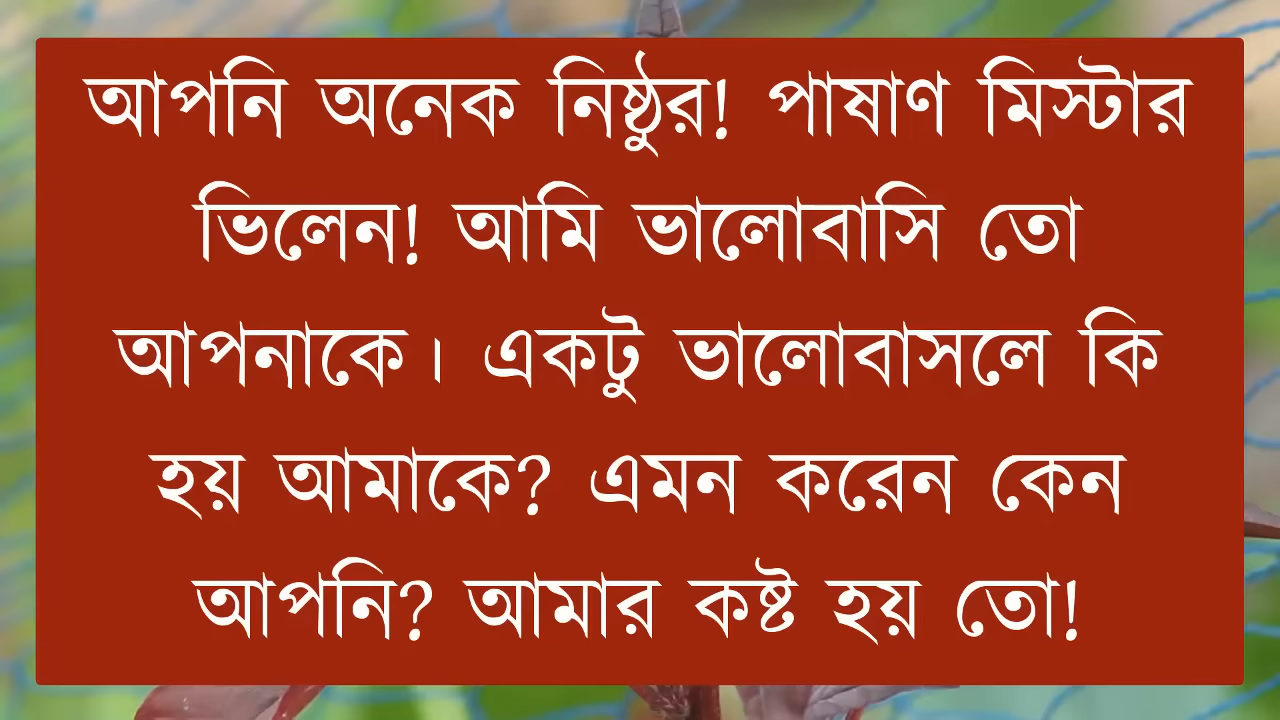 আপনি অনেক নিষ্ঠুর! পাষাণ মিস্টার
ভিলেন! আমি ভালোবাসি তো
আপনাকে। একটু ভালোবাসলে কি
হয় আমাকে? এমন করেন কেন
আপনি? আমার কষ্ট হয় তো!